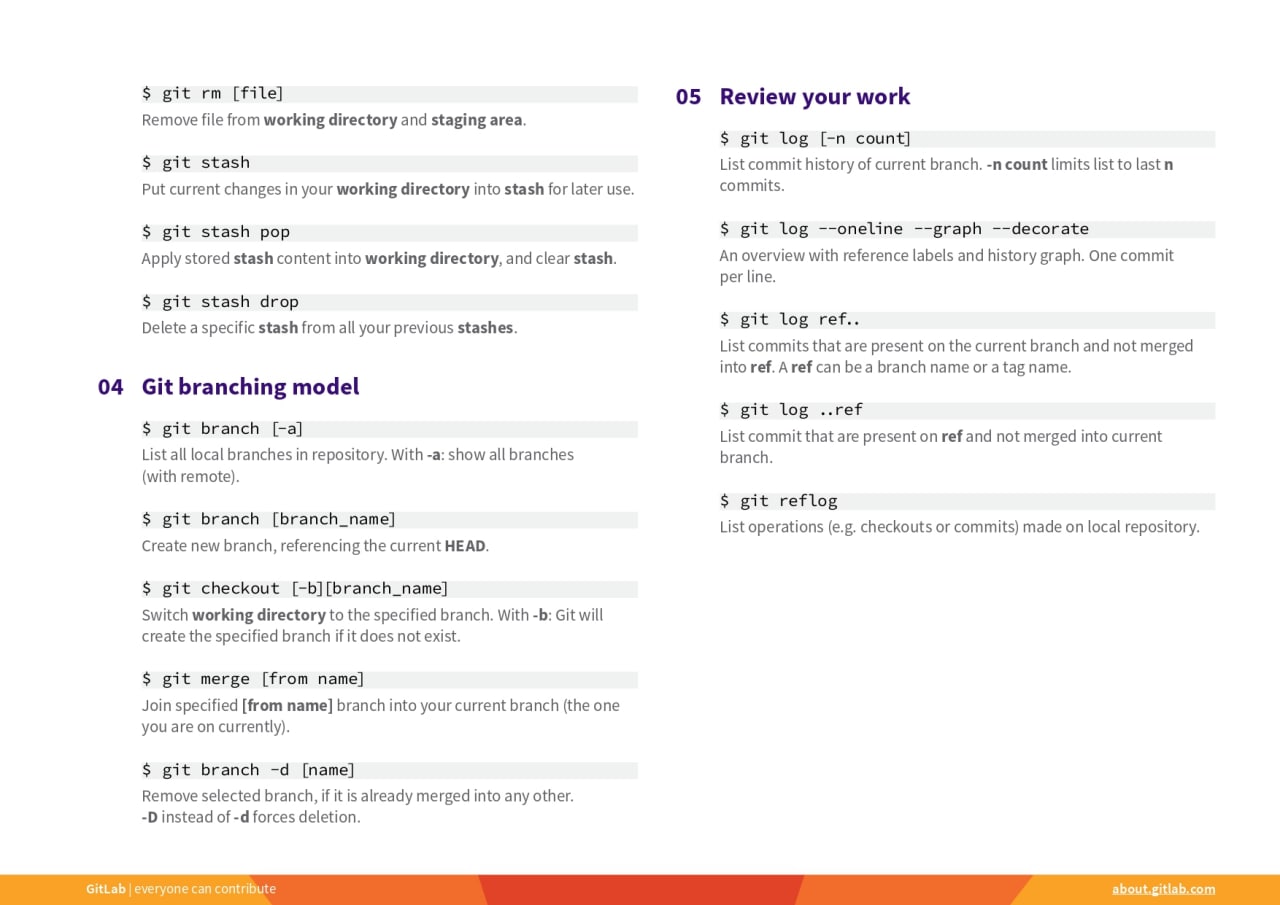 $ git rm [file]
Remove file from working directory and staging area.
$ git stash
Put current changes in your working directory into stash for later use.
$ git stash pop
Apply stored stash content into working directory, and clear stash.
$ git stash drop
Delete a specific stash from all your previous stashes.
04 Git branching model
$ git branch [-a]
List all local branches in repository. With -a: show all branches
(with remote).
$ git branch [branch_name]
Create new branch, referencing the current HEAD.
$ git checkout [-b][branch_name]
Switch working directory to the specified branch. With -b: Git will
create the specified branch if it does not exist.
$ git merge [from name]
Join specified [from name] branch into your current branch (the one
you are on currently).
$ git branch -d [name]
Remove selected branch, if it is already merged into any other.
-D instead of -d forces deletion.
05 Review your work
$ git log [-n count]
List commit history of current branch. -n count limits list to last n
commits.
$ git log --oneline --graph --decorate
An overview with reference labels and history graph. One commit
per line.
$ git log ref..
List commits that are present on the current branch and not merged
into ref. A ref can be a branch name or a tag name.
$ git log ..ref
List commit that are present on ref and not merged into current
branch.
$ git reflog
List operations (e.g. checkouts or commits) made on local repository.
GitLab | everyone can contribute
about.gitlab.com